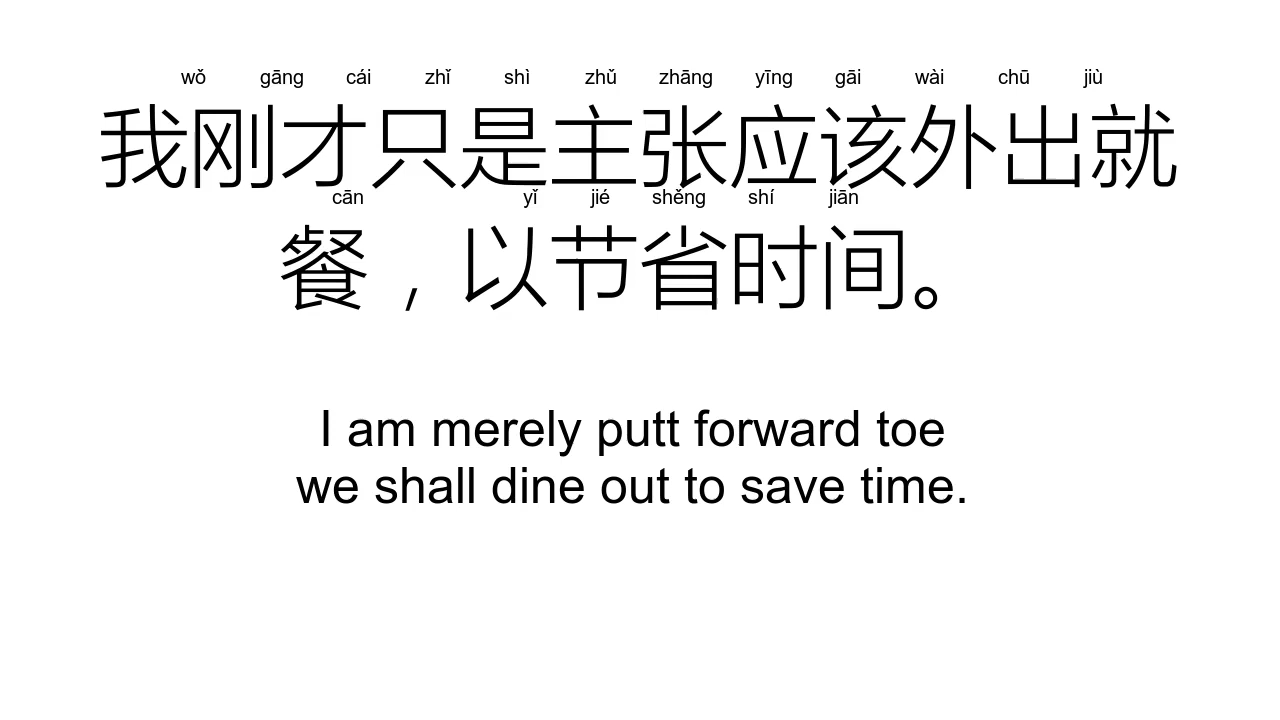 wǒ gāng cái zhǐ shì zhǔ zhāng yīng gāi wài chū jiù
我刚才只是主张应该外出就
cān yǐ jié shěng shí jiān
餐，以节省时间。
I am merely putt forward toe
we shall dine out to save time.